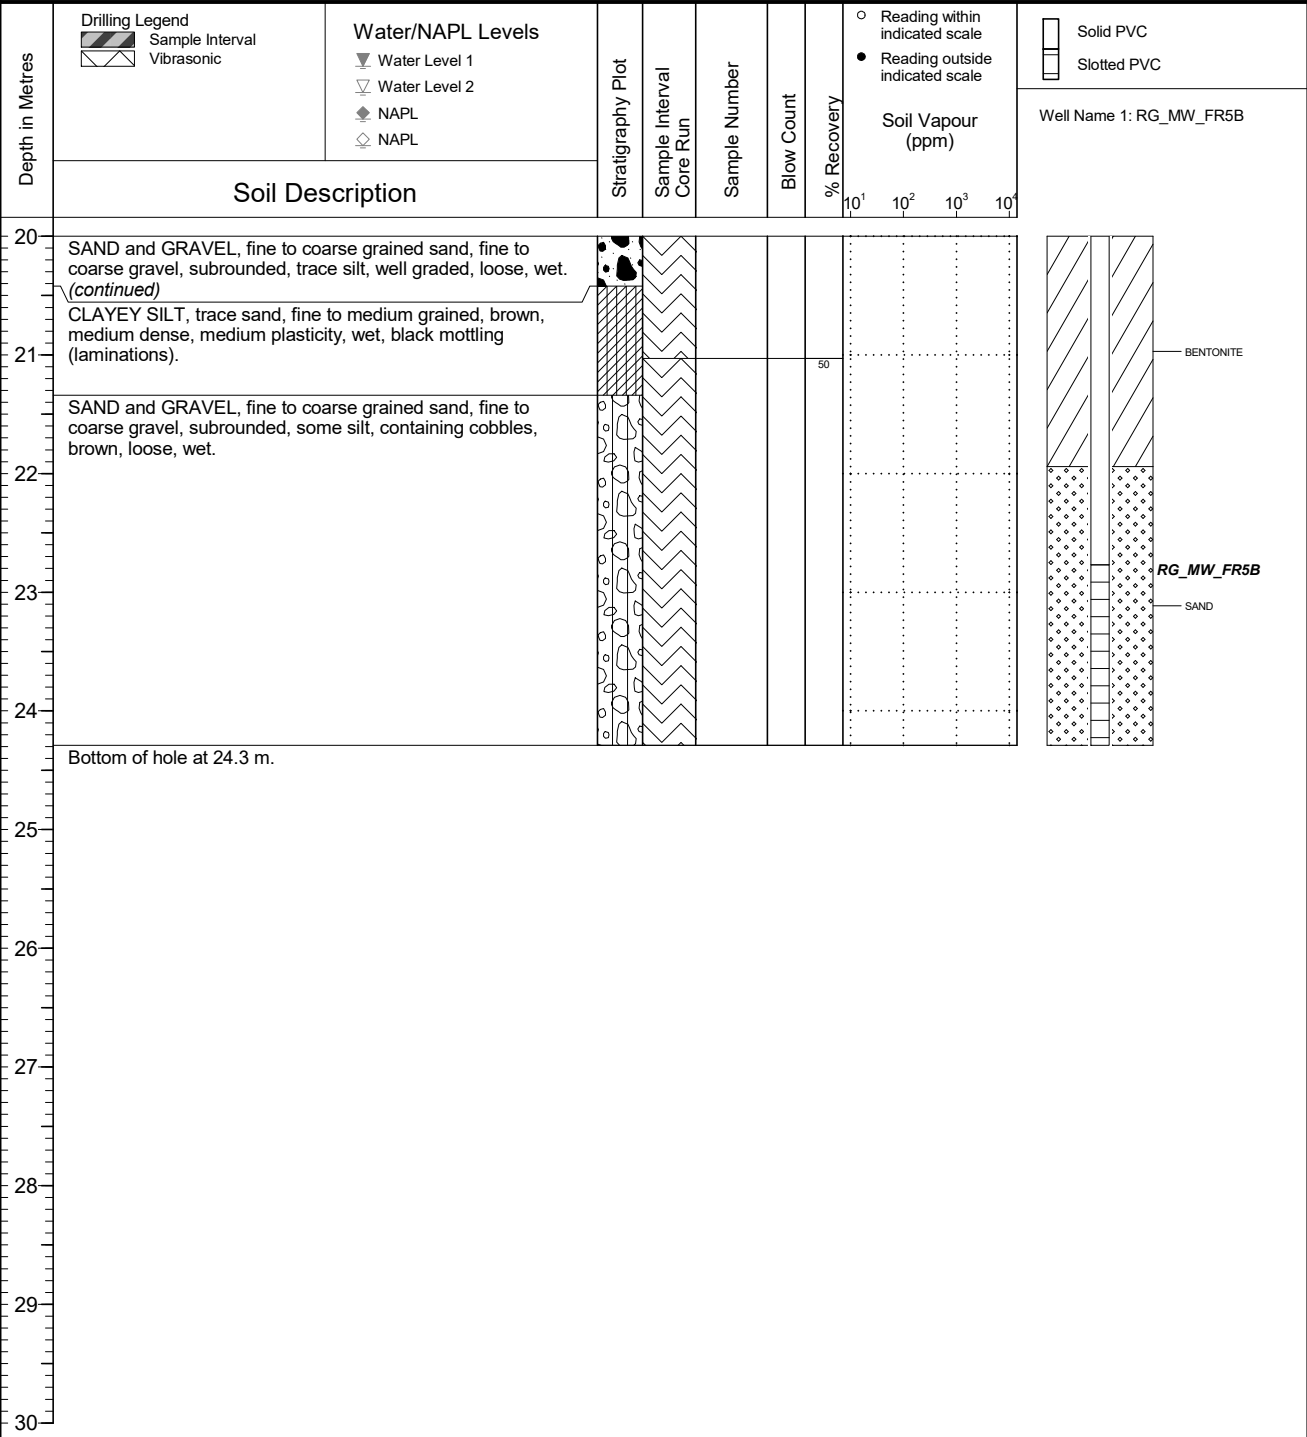 Depth in Metres
Drilling Legend
Sample Interval
Vibrasonic
Water/NAPL Levels
Water Level 1
Water Level 2
NAPL
NAPL
Soil Description
Stratigraphy Plot
Sample Interval
Core Run
Sample Number
Blow Count
% Recovery
Reading within
indicated scale
Reading outside
indicated scale
Soil Vapour
(ppm)
10¹ 10² 10³ 10⁴
Solid PVC
Slotted PVC
Well Name 1: RG_MW_FR5B
20
SAND and GRAVEL, fine to coarse grained sand, fine to
coarse gravel, subrounded, trace silt, well graded, loose, wet.
(continued)
CLAYEY SILT, trace sand, fine to medium grained, brown,
medium dense, medium plasticity, wet, black mottling
(laminations).
21
50
BENTONITE
SAND and GRAVEL, fine to coarse grained sand, fine to
coarse gravel, subrounded, some silt, containing cobbles,
brown, loose, wet.
22
RG_MW_FR5B
23
SAND
24
Bottom of hole at 24.3 m.
25
26
27
28
29
30